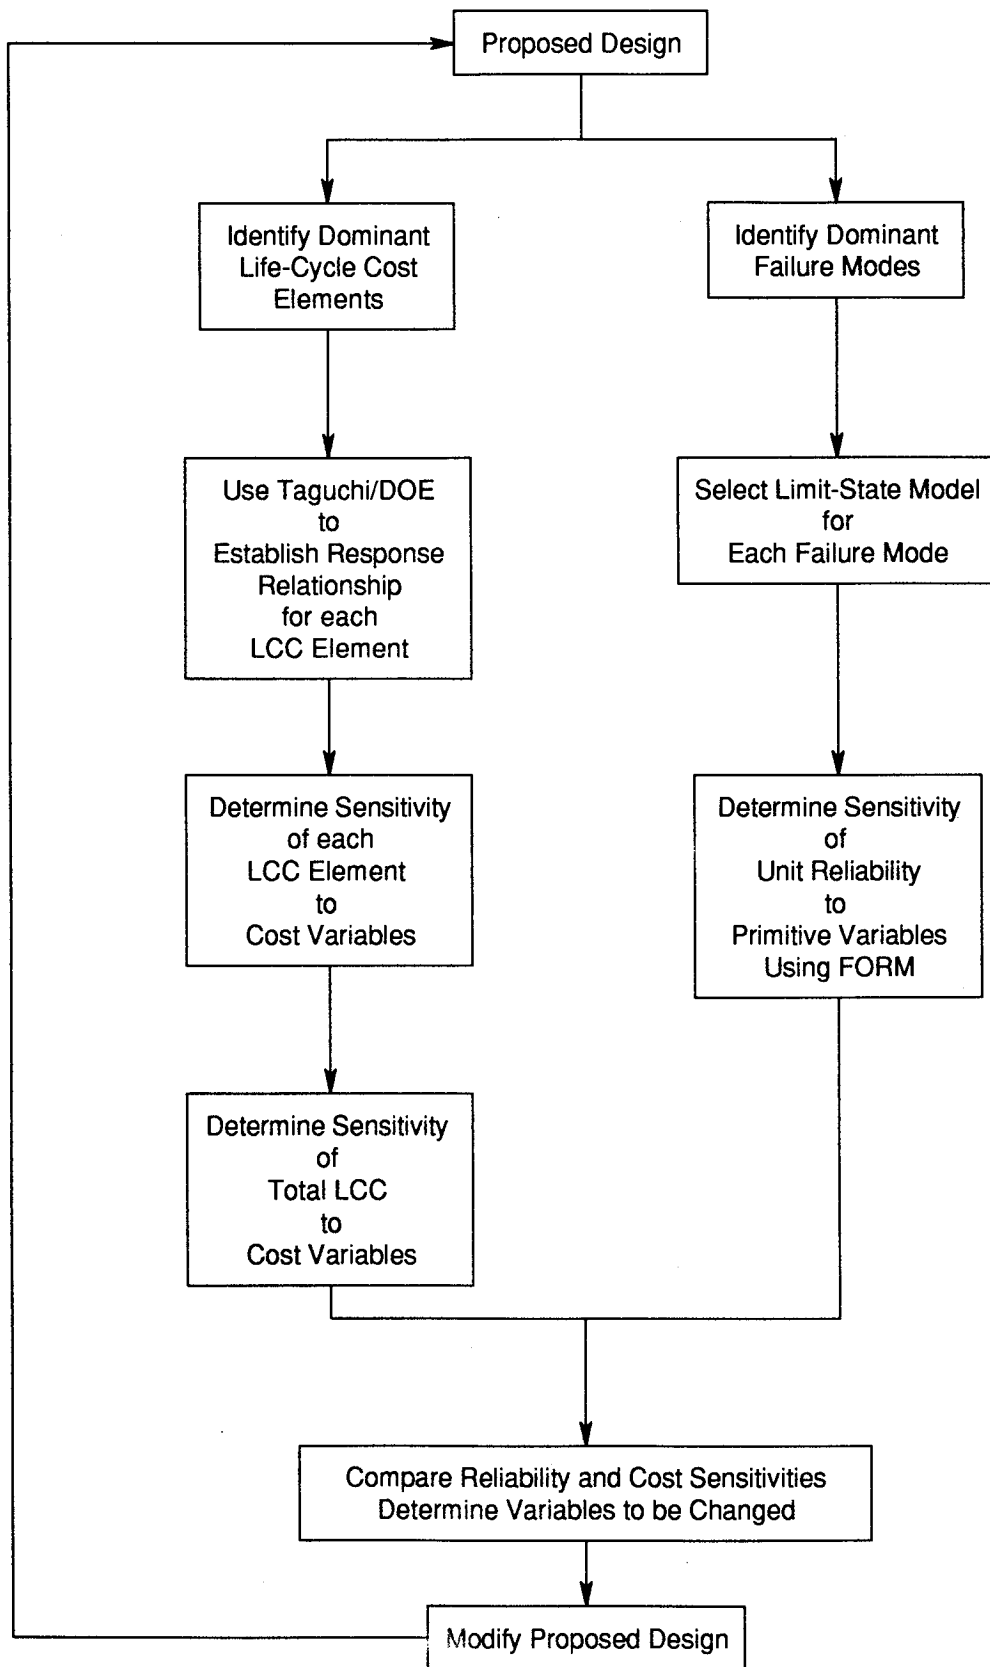 Proposed Design
Identify Dominant
Life-Cycle Cost
Elements
Identify Dominant
Failure Modes
Use Taguchi/DOE
to
Establish Response
Relationship
for each
LCC Element
Select Limit-State Model
for
Each Failure Mode
Determine Sensitivity
of each
LCC Element
to
Cost Variables
Determine Sensitivity
of
Unit Reliability
to
Primitive Variables
Using FORM
Determine Sensitivity
of
Total LCC
to
Cost Variables
Compare Reliability and Cost Sensitivities
Determine Variables to be Changed
Modify Proposed Design